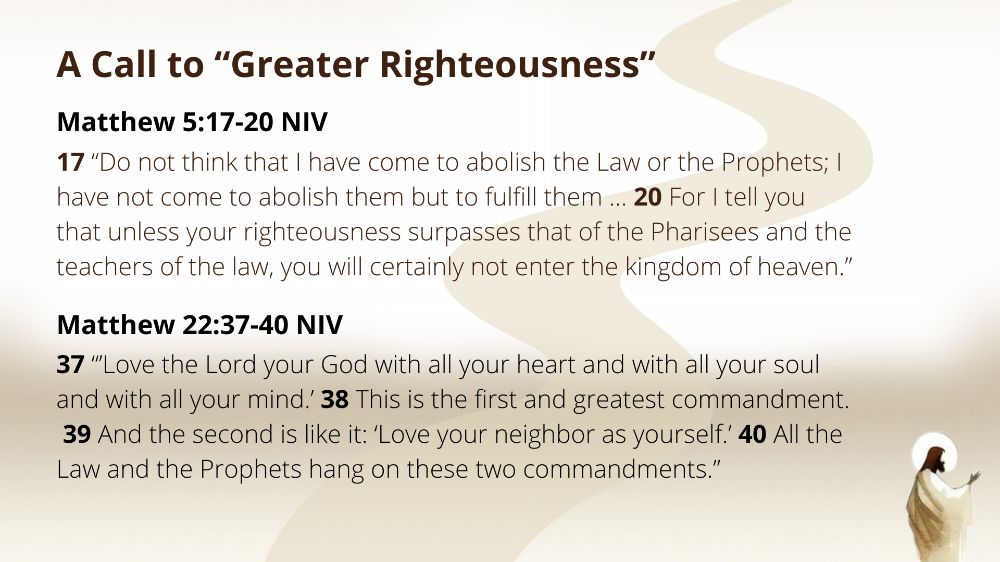 A Call to “Greater Righteousness”
Matthew 5:17-20 NIV
17 “Do not think that I have come to abolish the Law or the Prophets; I
have not come to abolish them but to fulfill them ... 20 For I tell you
that unless your righteousness surpasses that of the Pharisees and the
teachers of the law, you will certainly not enter the kingdom of heaven.”
Matthew 22:37-40 NIV
37 “’Love the Lord your God with all your heart and with all your soul
and with all your mind.’ 38 This is the first and greatest commandment.
39 And the second is like it: ‘Love your neighbor as yourself.’ 40 All the
Law and the Prophets hang on these two commandments.”